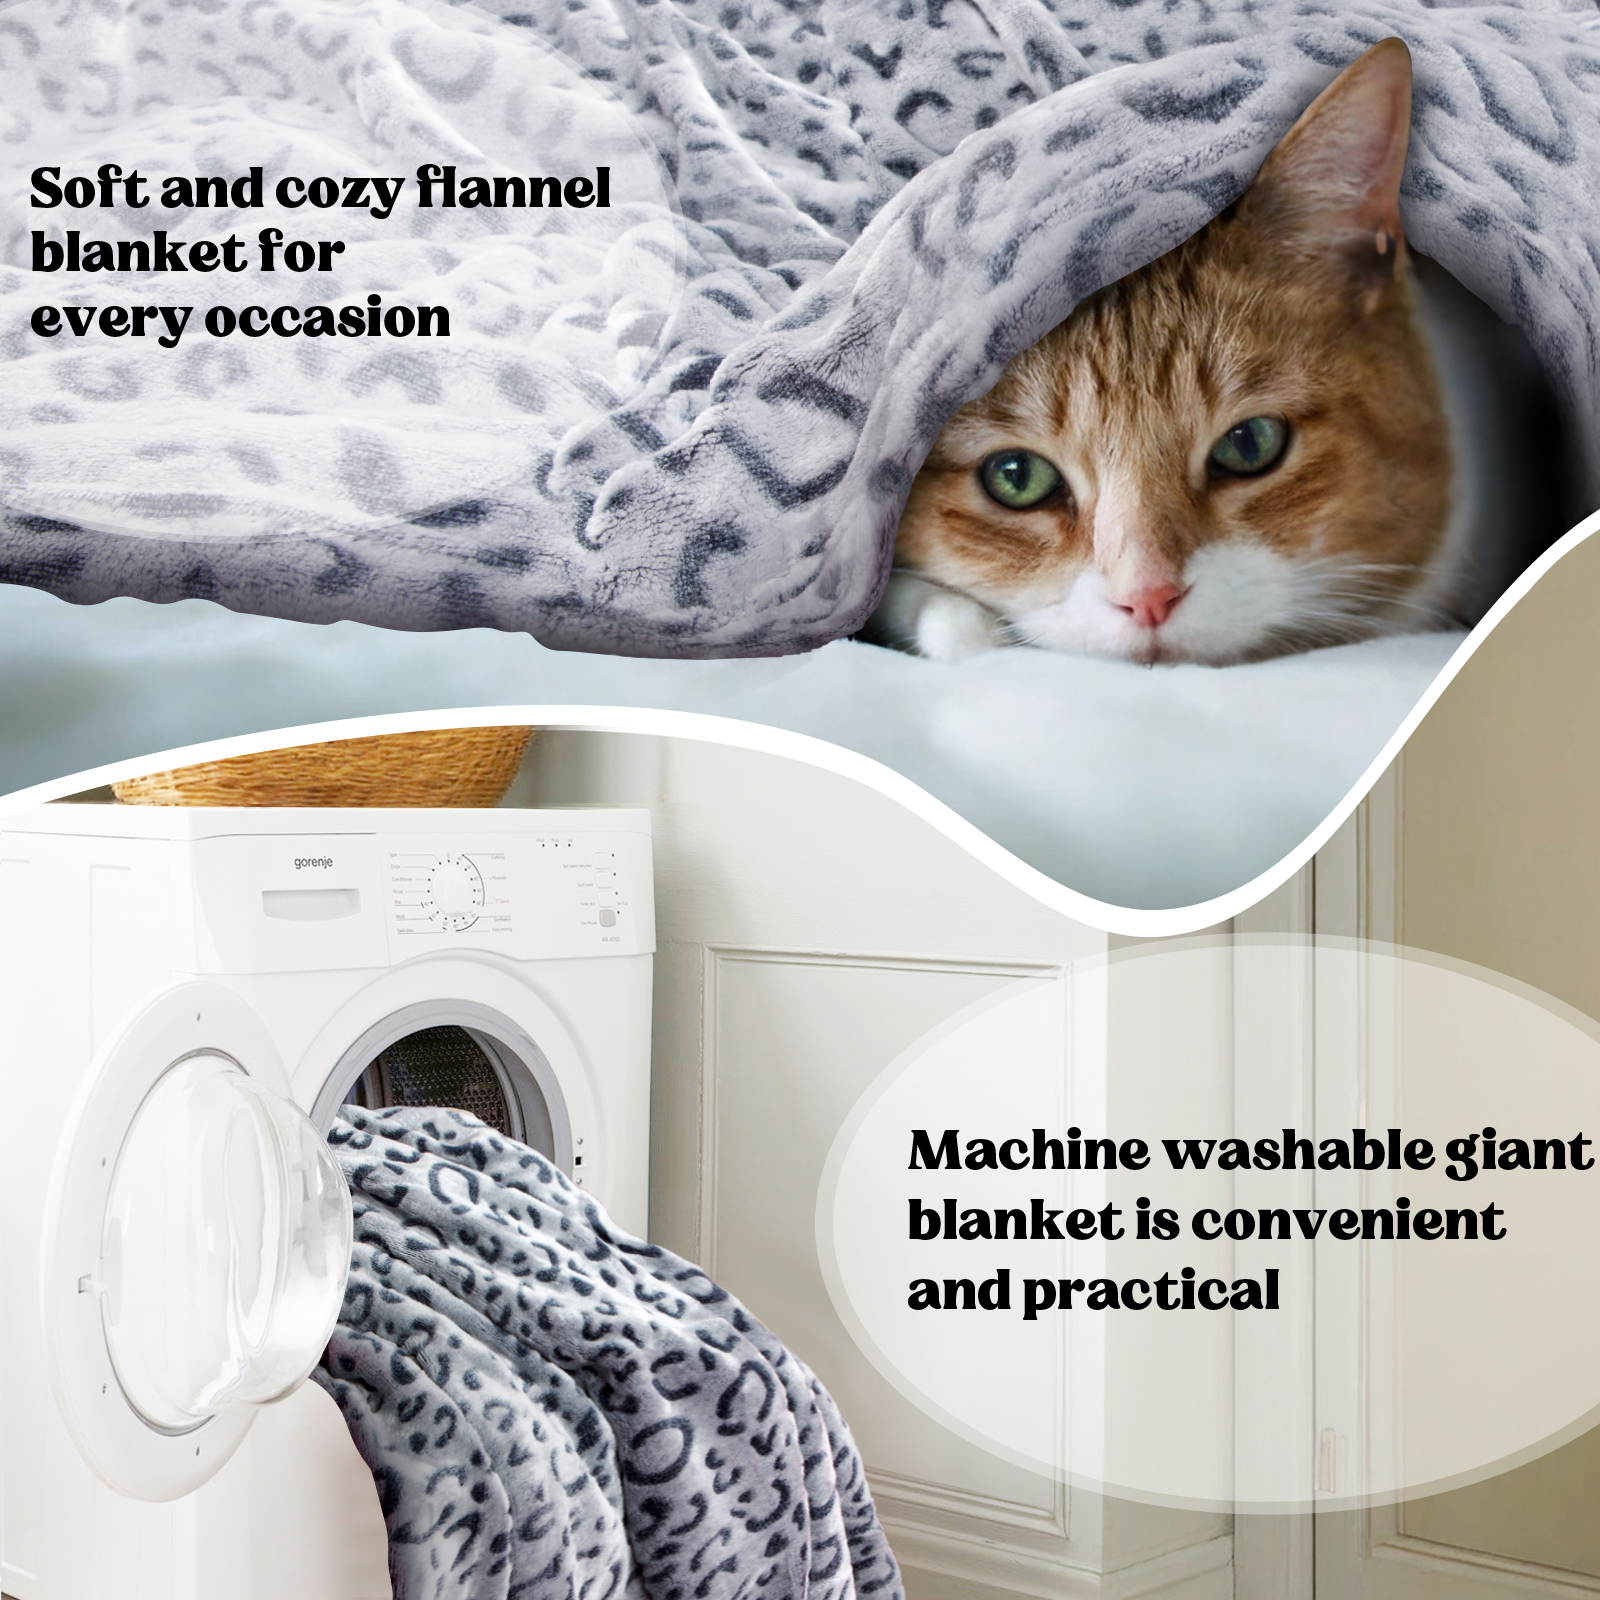 Soft and cozy flannel
blanket for
every occasion
gorenje
Machine washable giant
blanket is convenient
and practical